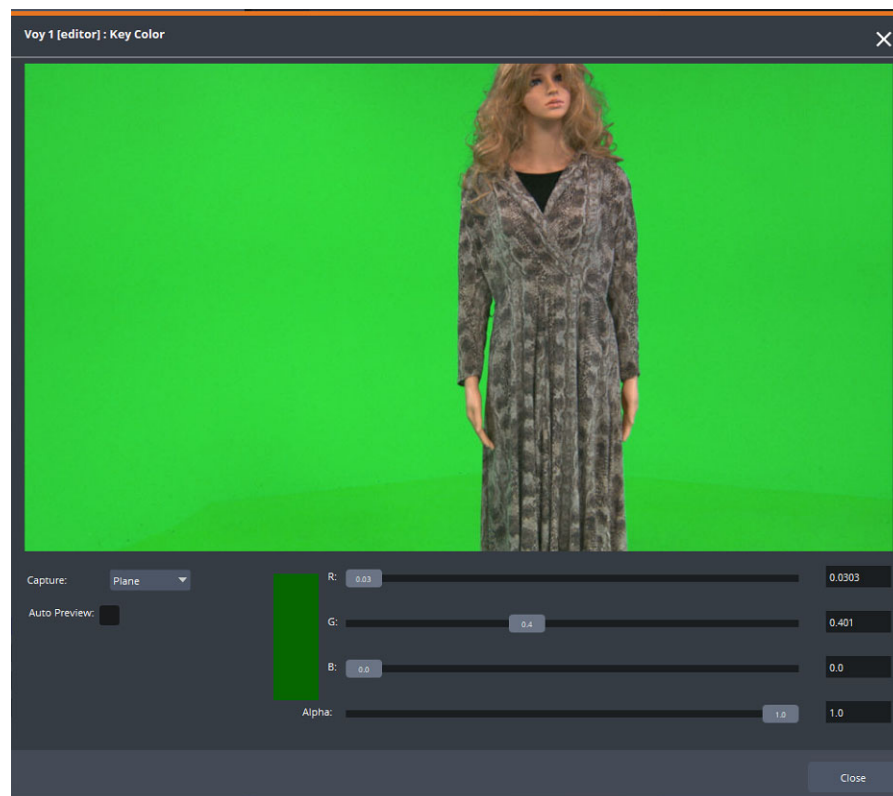 Voy 1 [editor] : Key Color
Capture: Plane
Auto Preview:
R: 0.03 0.0303
G: 0.4 0.401
B: 0.0 0.0
Alpha: 1.0 1.0
Close